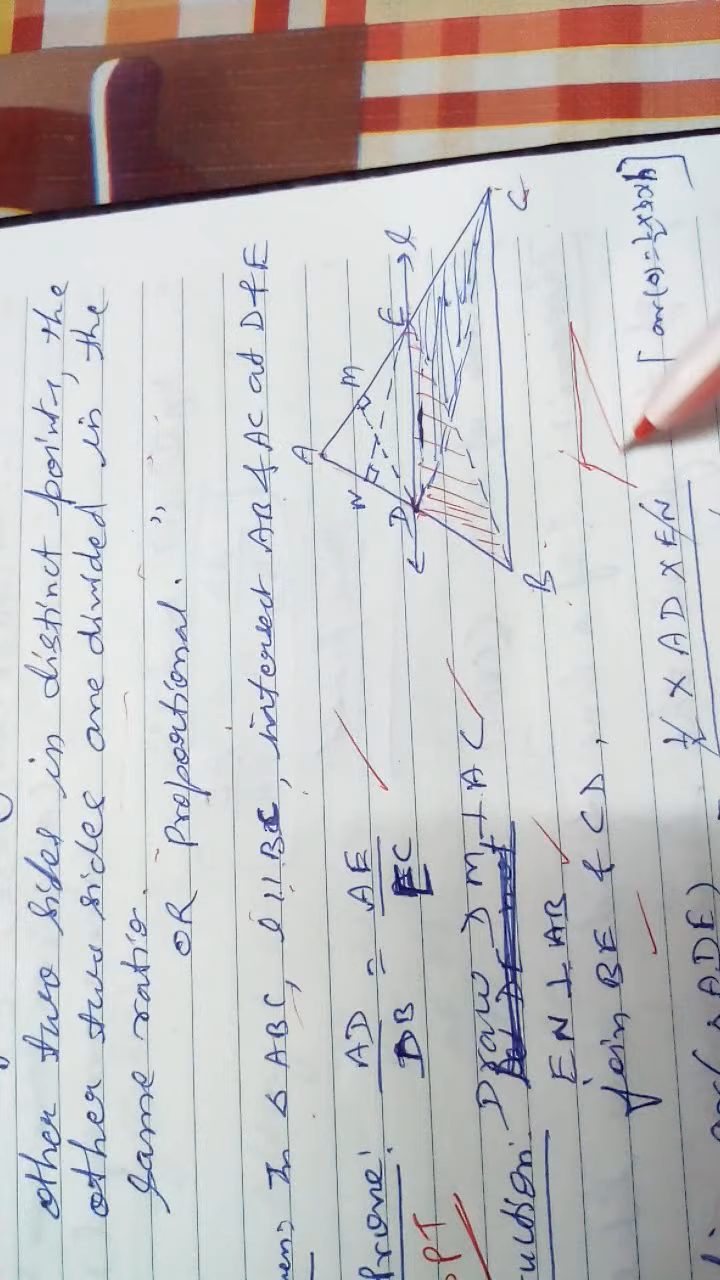 other two sides in distinct points, the
other two sides are divided in the
same ratio.
OR proportional. "
In △ ABC, l || BC, intersect AB & AC at D & E
Prove: AD/DB = AE/EC
PT
Draw DM ⊥ AC
EN ⊥ AB
join BE & CD.
A
N
M
D
E
l
B
C
[ar(△) = ½×b×h]
ar(△ADE)
½ × AD × EN